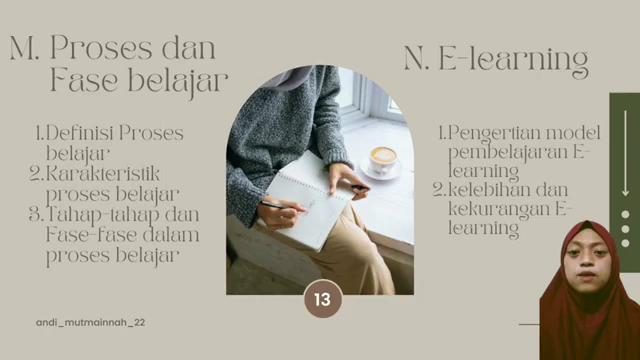 M. Proses dan
Fase belajar
1. Definisi Proses
belajar
2. Karakteristik
proses belajar
3. Tahap-tahap dan
Fase-fase dalam
proses belajar
N. E-learning
1. Pengertian model
pembelajaran E-
learning
2. kelebihan dan
kekurangan E-
learning
13
andi_mutmainnah_22